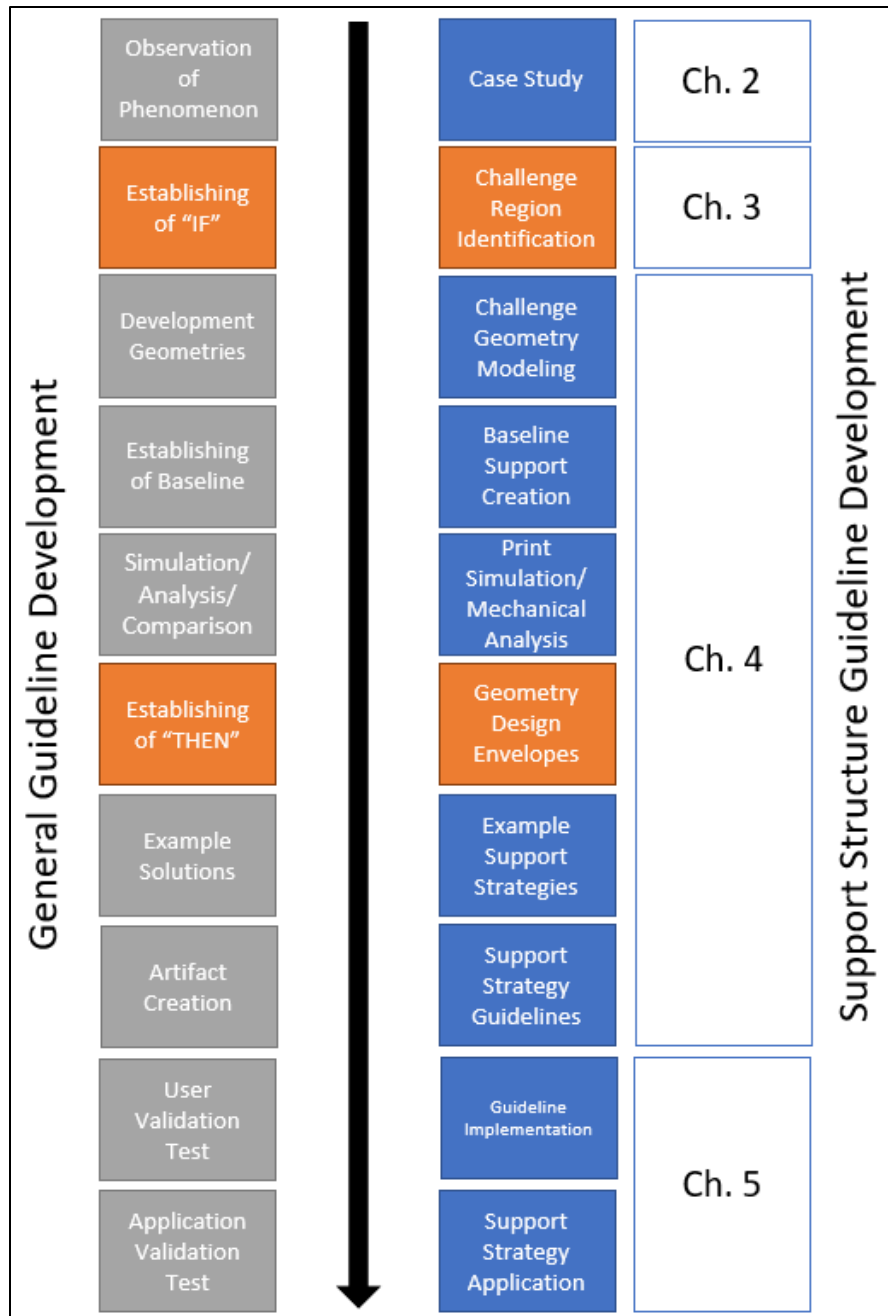 General Guideline Development
Observation
of
Phenomenon
Case Study
Ch. 2
Establishing
of “IF”
Challenge
Region
Identification
Ch. 3
Development
Geometries
Challenge
Geometry
Modeling
Establishing
of Baseline
Baseline
Support
Creation
Simulation/
Analysis/
Comparison
Print
Simulation/
Mechanical
Analysis
Establishing
of “THEN”
Geometry
Design
Envelopes
Example
Solutions
Example
Support
Strategies
Artifact
Creation
Support
Strategy
Guidelines
Ch. 4
User
Validation
Test
Guideline
Implementation
Application
Validation
Test
Support
Strategy
Application
Ch. 5
Support Structure Guideline Development